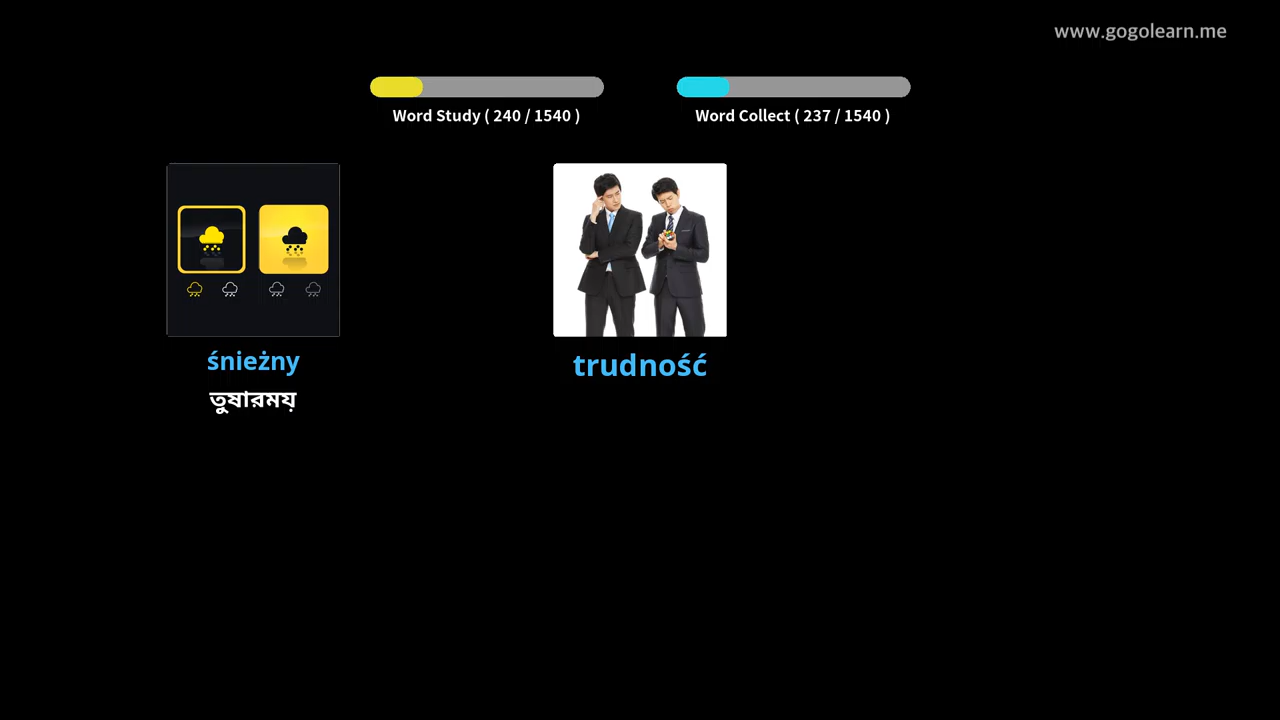 www.gogolearn.me
Word Study ( 240 / 1540 )
Word Collect ( 237 / 1540 )
śnieżny
trudność
তুষারময়